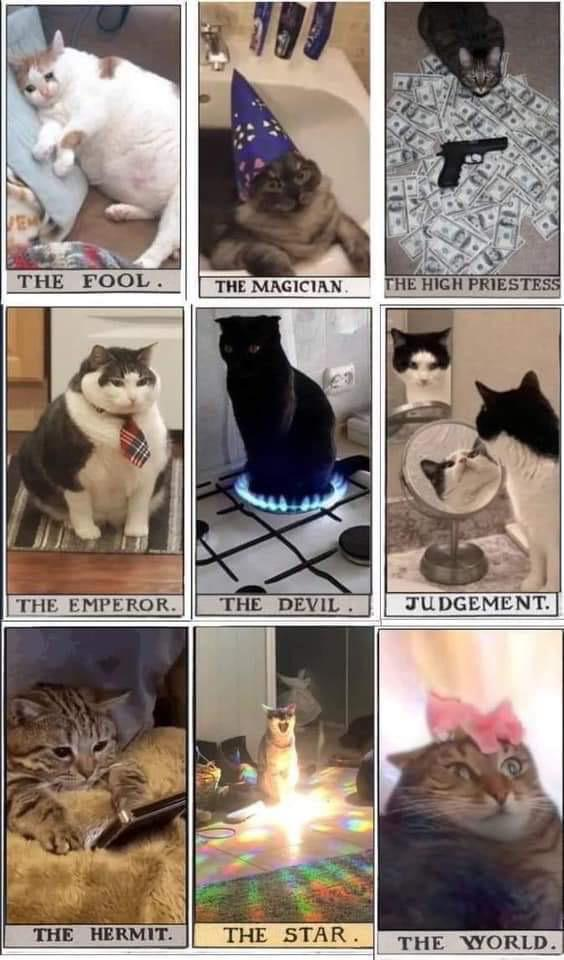 THE FOOL.
THE MAGICIAN.
THE HIGH PRIESTESS
THE EMPEROR.
THE DEVIL.
JUDGEMENT.
THE HERMIT.
THE STAR.
THE WORLD.